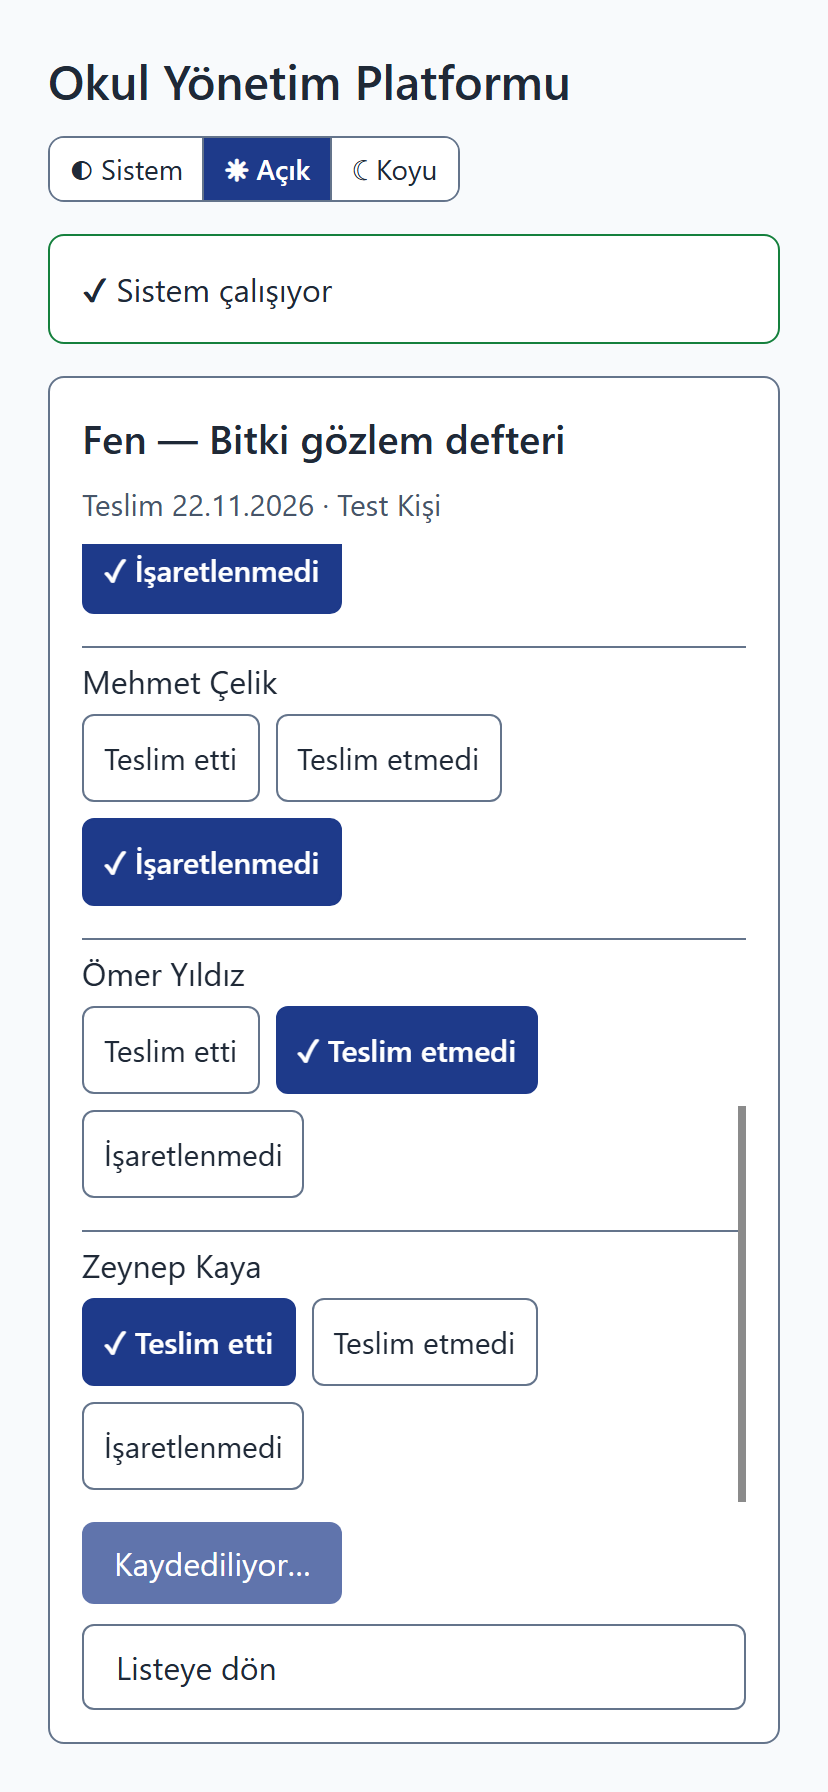 Okul Yönetim Platformu
◐ Sistem ✱ Açık ☾ Koyu
✓ Sistem çalışıyor
Fen — Bitki gözlem defteri
Teslim 22.11.2026 · Test Kişi
✓ İşaretlenmedi
Mehmet Çelik
Teslim etti Teslim etmedi
✓ İşaretlenmedi
Ömer Yıldız
Teslim etti ✓ Teslim etmedi
İşaretlenmedi
Zeynep Kaya
✓ Teslim etti Teslim etmedi
İşaretlenmedi
Kaydediliyor...
Listeye dön